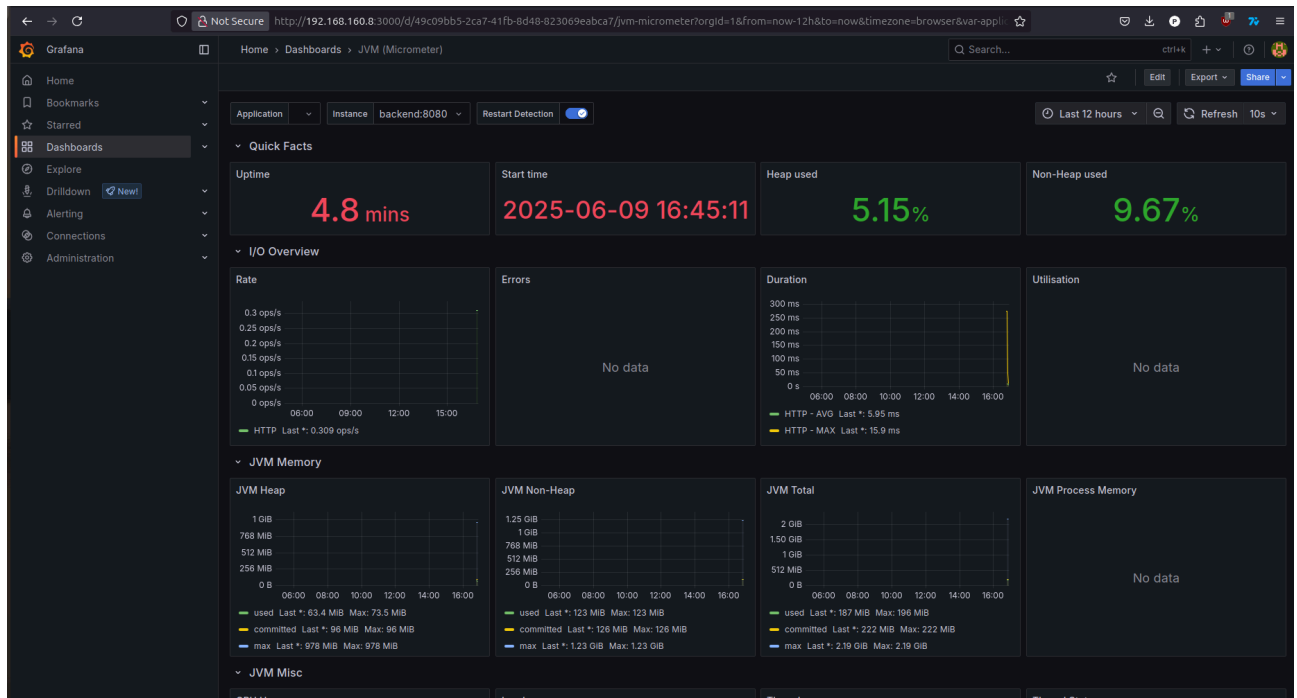 Not Secure http://192.168.160.8:3000/d/49c09bb5-2ca7-41fb-8d48-823069eabca7/jvm-micrometer?orgId=1&from=now-12h&to=now&timezone=browser&var-applic
Grafana
Home › Dashboards › JVM (Micrometer)
Search...
ctrl+k
Home
Bookmarks
Starred
Dashboards
Explore
Drilldown New!
Alerting
Connections
Administration
Edit
Export
Share
Application
Instance backend:8080
Restart Detection
Last 12 hours
Refresh 10s
Quick Facts
Uptime
4.8 mins
Start time
2025-06-09 16:45:11
Heap used
5.15%
Non-Heap used
9.67%
I/O Overview
Rate
0.3 ops/s
0.25 ops/s
0.2 ops/s
0.15 ops/s
0.1 ops/s
0.05 ops/s
0 ops/s
06:00 09:00 12:00 15:00
HTTP Last *: 0.309 ops/s
Errors
No data
Duration
300 ms
250 ms
200 ms
150 ms
100 ms
50 ms
0 s
06:00 08:00 10:00 12:00 14:00 16:00
HTTP - AVG Last *: 5.95 ms
HTTP - MAX Last *: 15.9 ms
Utilisation
No data
JVM Memory
JVM Heap
1 GiB
768 MiB
512 MiB
256 MiB
0 B
06:00 08:00 10:00 12:00 14:00 16:00
used Last *: 63.4 MiB Max: 73.5 MiB
committed Last *: 96 MiB Max: 96 MiB
max Last *: 978 MiB Max: 978 MiB
JVM Non-Heap
1.25 GiB
1 GiB
768 MiB
512 MiB
256 MiB
0 B
06:00 08:00 10:00 12:00 14:00 16:00
used Last *: 123 MiB Max: 123 MiB
committed Last *: 126 MiB Max: 126 MiB
max Last *: 1.23 GiB Max: 1.23 GiB
JVM Total
2 GiB
1.50 GiB
1 GiB
512 MiB
0 B
06:00 08:00 10:00 12:00 14:00 16:00
used Last *: 187 MiB Max: 196 MiB
committed Last *: 222 MiB Max: 222 MiB
max Last *: 2.19 GiB Max: 2.19 GiB
JVM Process Memory
No data
JVM Misc